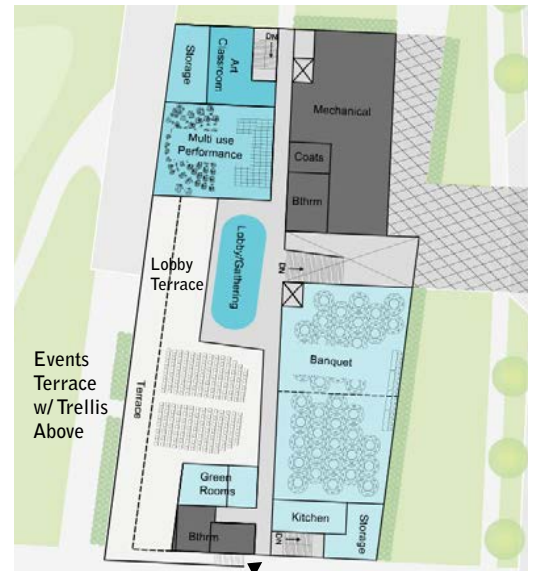 DN
Storage
Art
Classroom
Mechanical
Multi use
Performance
Coats
Bthrm
Lobby/Gathering
Lobby
Terrace
DN
Banquet
Events
Terrace
w/ Trellis
Above
Terrace
Green
Rooms
Kitchen
Storage
Bthrm
DN